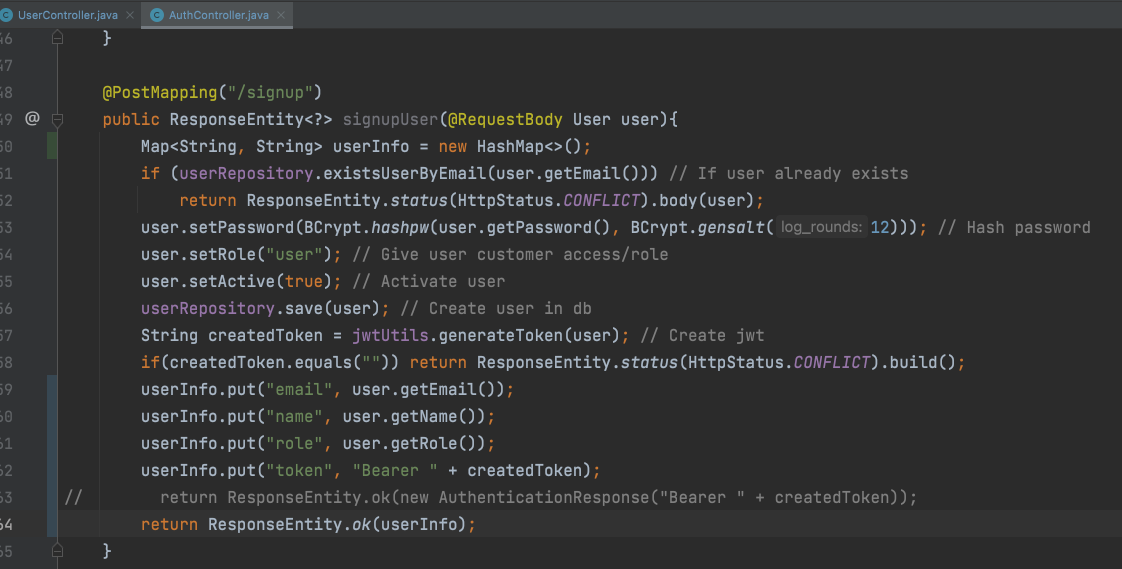 UserController.java × AuthController.java ×
46 }
47
48 @PostMapping("/signup")
49 @ public ResponseEntity<?> signupUser(@RequestBody User user){
50 Map<String, String> userInfo = new HashMap<>();
51 if (userRepository.existsUserByEmail(user.getEmail())) // If user already exists
52 return ResponseEntity.status(HttpStatus.CONFLICT).body(user);
53 user.setPassword(BCrypt.hashpw(user.getPassword(), BCrypt.gensalt( log_rounds: 12))); // Hash password
54 user.setRole("user"); // Give user customer access/role
55 user.setActive(true); // Activate user
56 userRepository.save(user); // Create user in db
57 String createdToken = jwtUtils.generateToken(user); // Create jwt
58 if(createdToken.equals("")) return ResponseEntity.status(HttpStatus.CONFLICT).build();
59 userInfo.put("email", user.getEmail());
60 userInfo.put("name", user.getName());
61 userInfo.put("role", user.getRole());
62 userInfo.put("token", "Bearer " + createdToken);
63 // return ResponseEntity.ok(new AuthenticationResponse("Bearer " + createdToken));
64 return ResponseEntity.ok(userInfo);
65 }